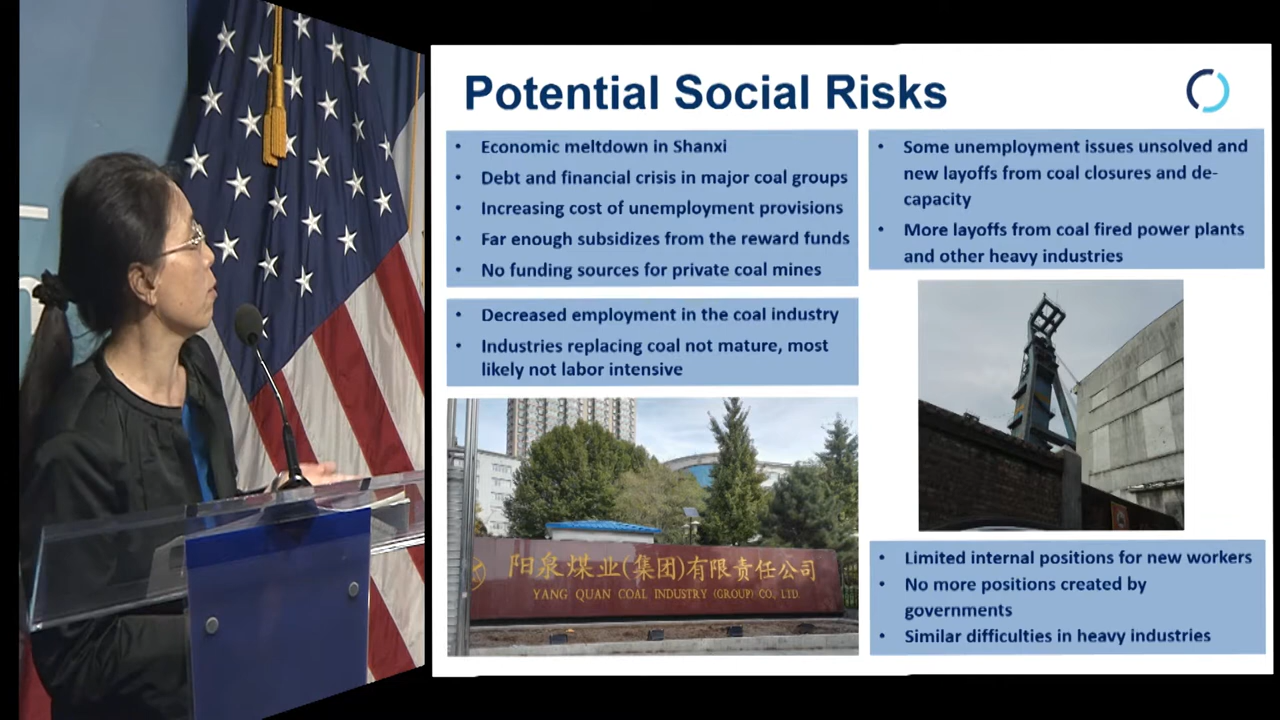 Potential Social Risks
• Economic meltdown in Shanxi
• Debt and financial crisis in major coal groups
• Increasing cost of unemployment provisions
• Far enough subsidizes from the reward funds
• No funding sources for private coal mines
• Decreased employment in the coal industry
• Industries replacing coal not mature, most
likely not labor intensive
阳泉煤业(集团)有限责任公司
YANG QUAN COAL INDUSTRY (GROUP) CO., LTD.
• Some unemployment issues unsolved and
new layoffs from coal closures and de-
capacity
• More layoffs from coal fired power plants
and other heavy industries
• Limited internal positions for new workers
• No more positions created by
governments
• Similar difficulties in heavy industries